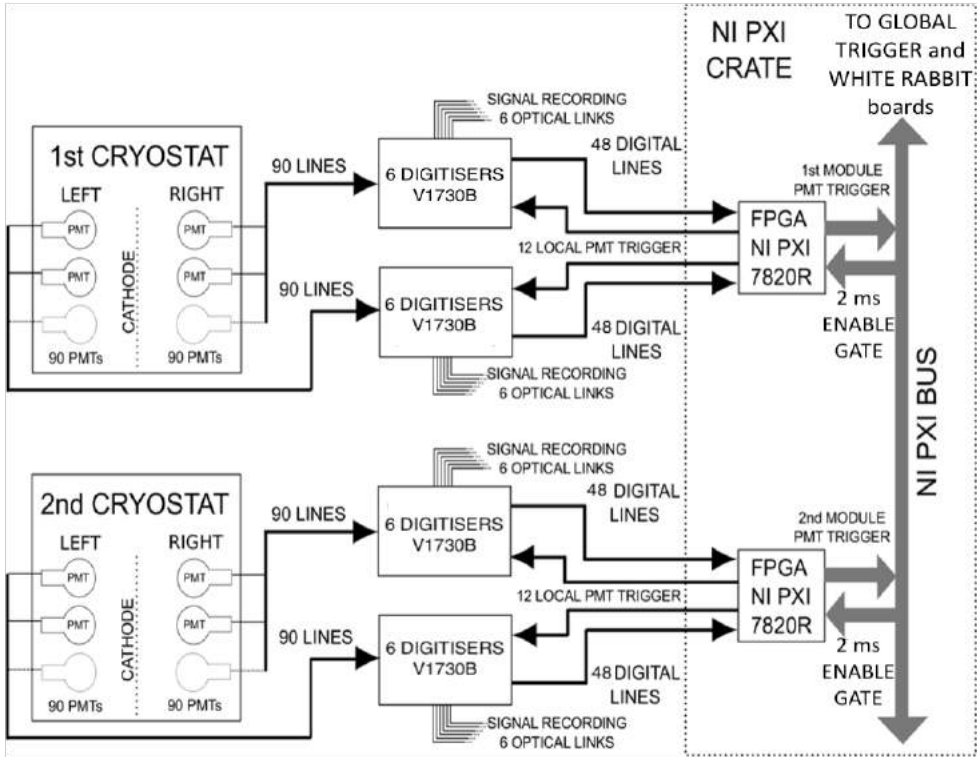 NI PXI
CRATE
TO GLOBAL
TRIGGER and
WHITE RABBIT
boards
SIGNAL RECORDING
6 OPTICAL LINKS
1st CRYOSTAT
LEFT
RIGHT
PMT
PMT
PMT
PMT
CATHODE
90 PMTs
90 PMTs
90 LINES
6 DIGITISERS
V1730B
48 DIGITAL
LINES
12 LOCAL PMT TRIGGER
90 LINES
6 DIGITISERS
V1730B
48 DIGITAL
LINES
SIGNAL RECORDING
6 OPTICAL LINKS
FPGA
NI PXI
7820R
1st MODULE
PMT TRIGGER
2 ms
ENABLE
GATE
NI PXI BUS
SIGNAL RECORDING
6 OPTICAL LINKS
2nd CRYOSTAT
LEFT
RIGHT
PMT
PMT
PMT
PMT
CATHODE
90 PMTs
90 PMTs
90 LINES
6 DIGITISERS
V1730B
48 DIGITAL
LINES
12 LOCAL PMT TRIGGER
90 LINES
6 DIGITISERS
V1730B
48 DIGITAL
LINES
SIGNAL RECORDING
6 OPTICAL LINKS
FPGA
NI PXI
7820R
2nd MODULE
PMT TRIGGER
2 ms
ENABLE
GATE